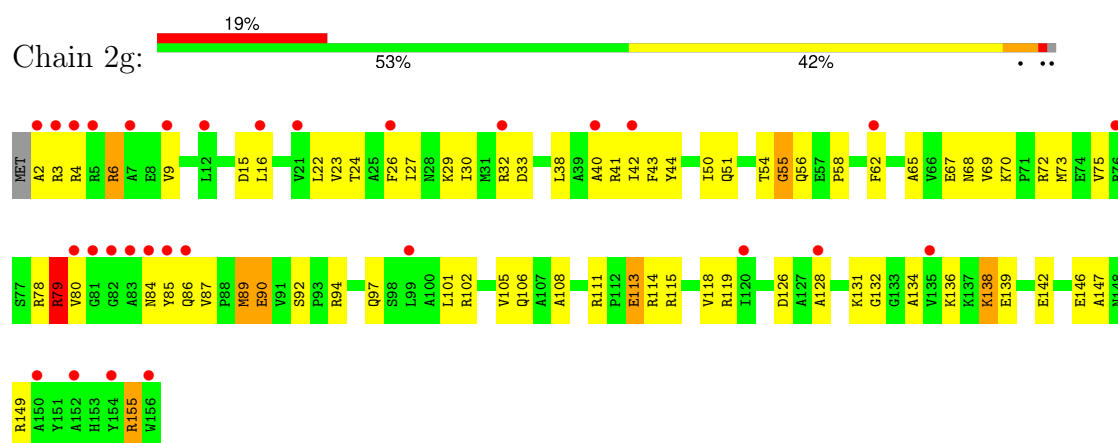 19%
Chain 2g:
53% 42% • ••
MET A2 R3 R4 R5 R6 A7 E8 V9 L12 D15 L16 V21 L22 V23 T24 A25 F26 I27 N28 K29 I30 M31 R32 D33 L38 A39 A40 R41 I42 F43 Y44 I50 Q51 T54 G55 Q56 E57 P58 F62 A65 V66 E67 N68 V69 K70 P71 R72 M73 E74 V75 R76
S77 R78 R79 V80 G81 G82 A83 N84 Y85 Q86 V87 P88 M89 E90 V91 S92 P93 R94 Q97 S98 L99 A100 L101 R102 V105 Q106 A107 A108 R111 P112 E113 R114 R115 V118 R119 I120 D126 A127 A128 K131 G132 G133 A134 V135 K136 K137 K138 E139 E142 E146 A147 N148
R149 A150 Y151 A152 H153 Y154 R155 W156